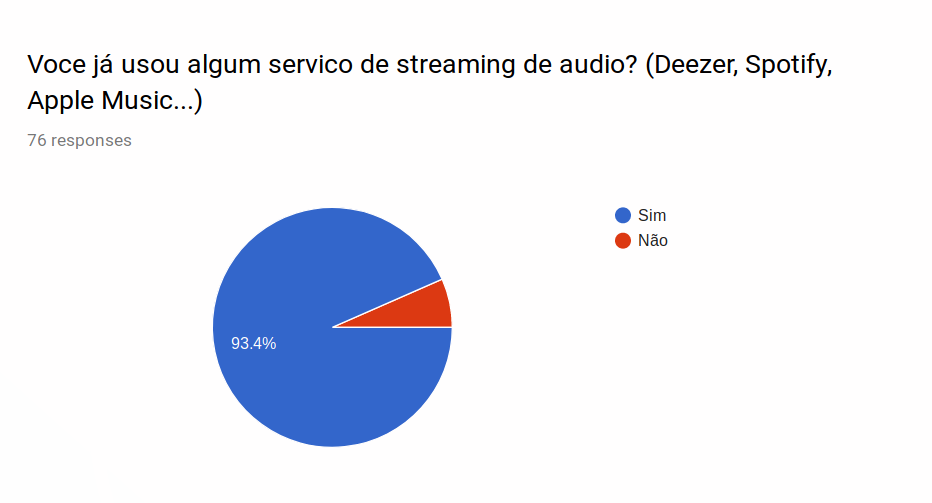 Voce já usou algum servico de streaming de audio? (Deezer, Spotify,
Apple Music...)
76 responses
Sim
Não
93.4%